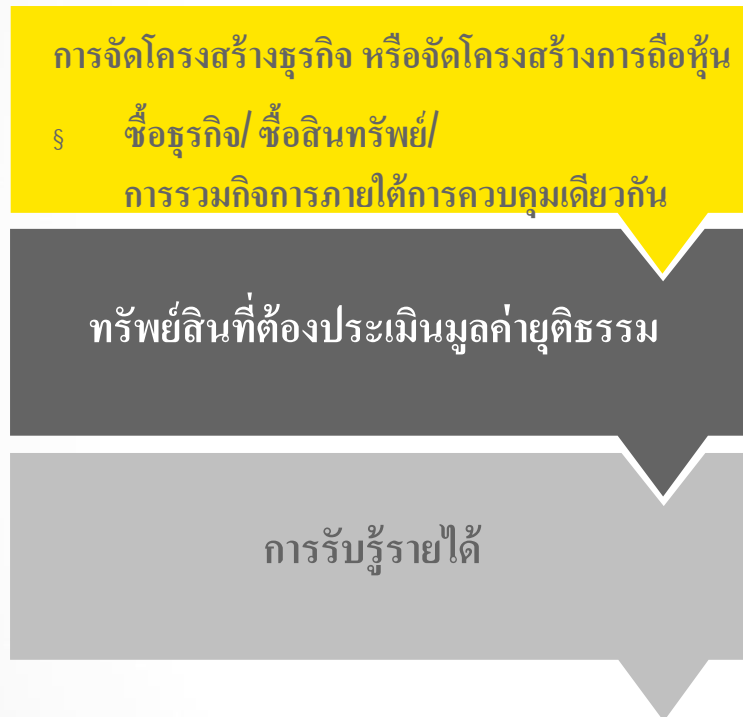 การจัดโครงสร้างธุรกิจ หรือจัดโครงสร้างการถือหุ้น
§ ซื้อธุรกิจ/ ซื้อสินทรัพย์/
การรวมกิจการภายใต้การควบคุมเดียวกัน
ทรัพย์สินที่ต้องประเมินมูลค่ายุติธรรม
การรับรู้รายได้